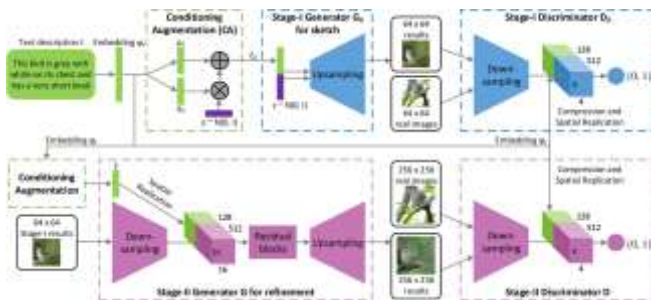 Conditioning
Augmentation (CA)
Stage-I Generator G₀
for sketch
64 x 64
results
Stage-I Discriminator D₀
Text description t
Embedding φₜ
This bird is grey with
white on its chest and
has a very short beak
Upsampling
Down-
sampling
128
512
4
{0, 1}
z ~ N(0, I)
64 x 64
real images
Compression and
Spatial Replication
Embedding φₜ
Embedding φₜ
Conditioning
Augmentation
Spatial
Replication
256 x 256
real images
Compression and
Spatial Replication
64 x 64
Stage-I results
Down-
sampling
128
512
16
16
Residual
blocks
Upsampling
Down-
sampling
128
512
4
{0, 1}
256 x 256
results
Stage-II Generator G for refinement
Stage-II Discriminator D